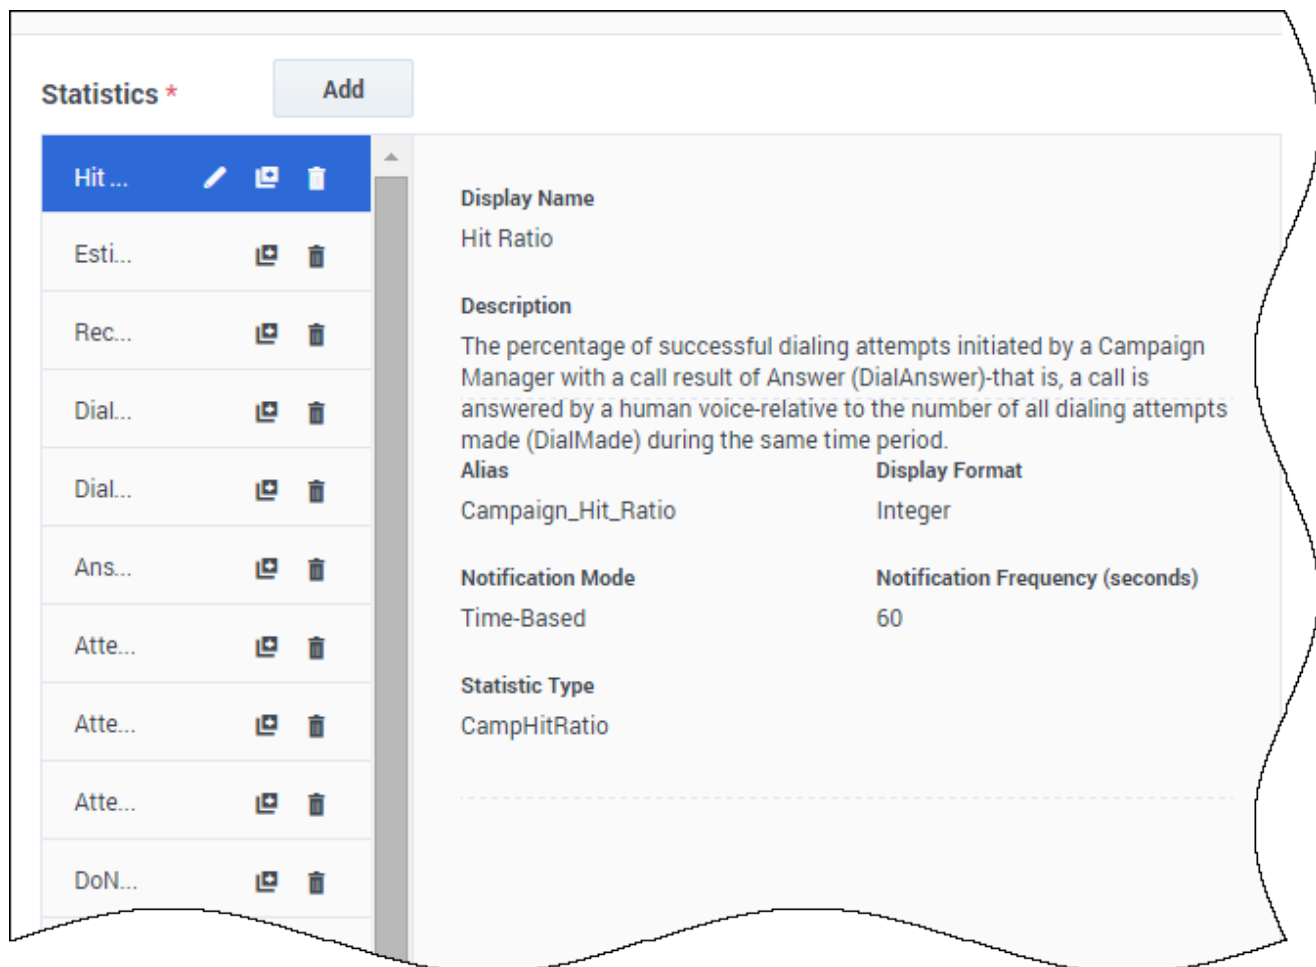 Statistics *
Add
Hit ...
Esti...
Rec...
Dial...
Dial...
Ans...
Atte...
Atte...
Atte...
DoN...
Display Name
Hit Ratio
Description
The percentage of successful dialing attempts initiated by a Campaign
Manager with a call result of Answer (DialAnswer)-that is, a call is
answered by a human voice-relative to the number of all dialing attempts
made (DialMade) during the same time period.
Alias
Campaign_Hit_Ratio
Display Format
Integer
Notification Mode
Time-Based
Notification Frequency (seconds)
60
Statistic Type
CampHitRatio